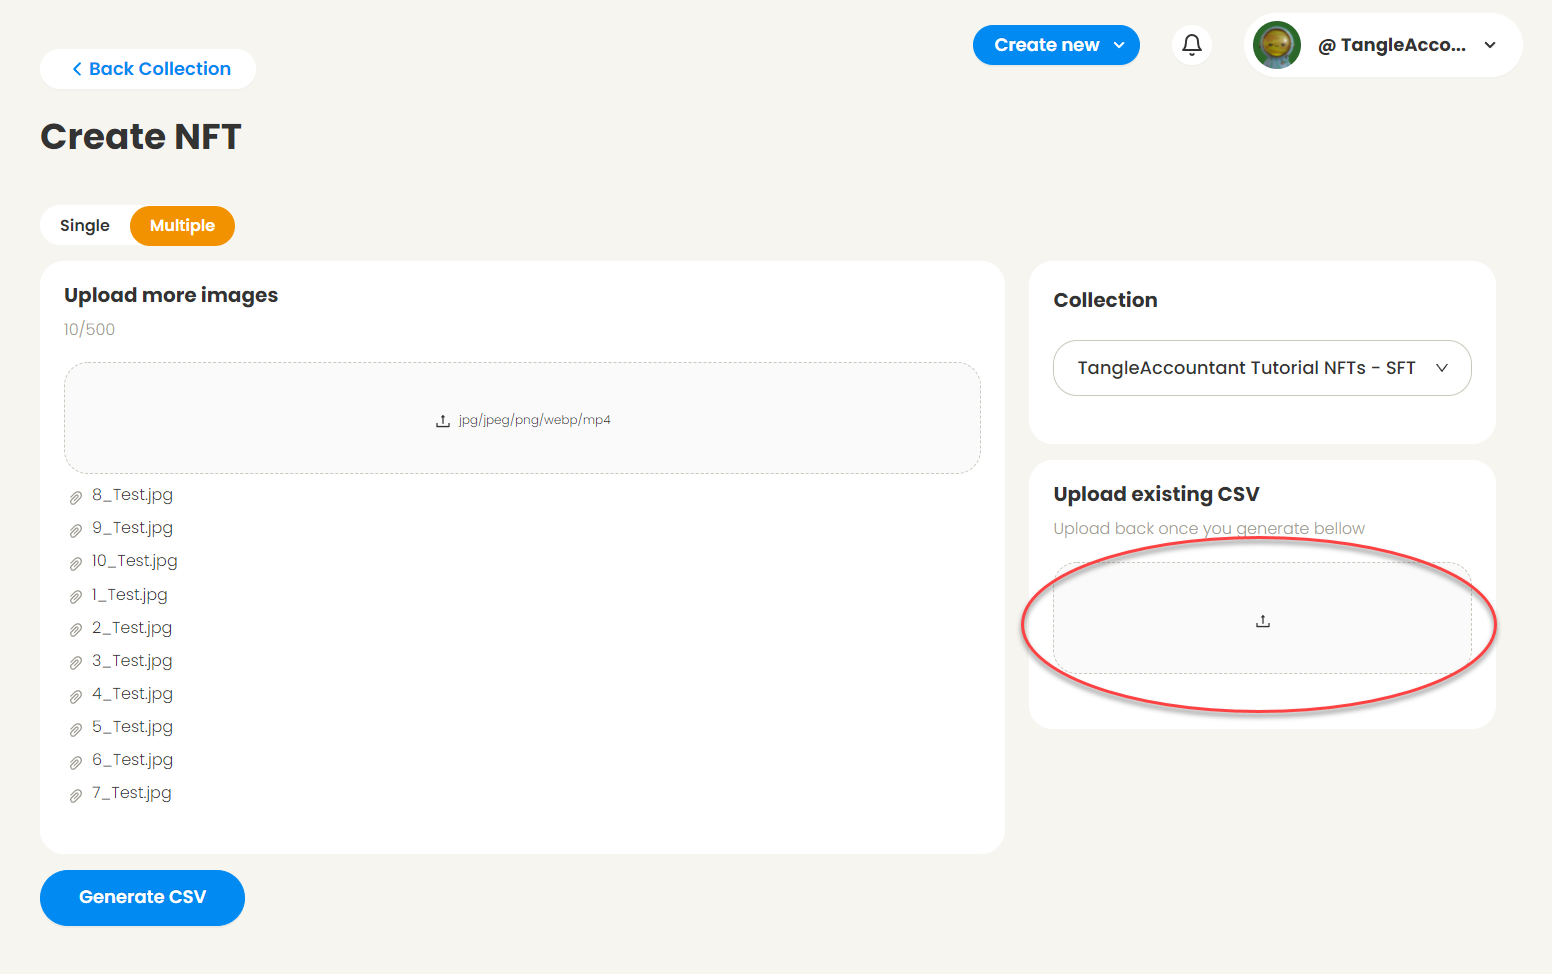 Back Collection
Create new
@ TangleAcco...
Create NFT
Single
Multiple
Upload more images
10/500
jpg/jpeg/png/webp/mp4
8_Test.jpg
9_Test.jpg
10_Test.jpg
1_Test.jpg
2_Test.jpg
3_Test.jpg
4_Test.jpg
5_Test.jpg
6_Test.jpg
7_Test.jpg
Generate CSV
Collection
TangleAccountant Tutorial NFTs - SFT
Upload existing CSV
Upload back once you generate bellow